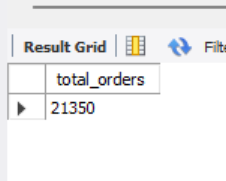 Result Grid Filte
total_orders
21350